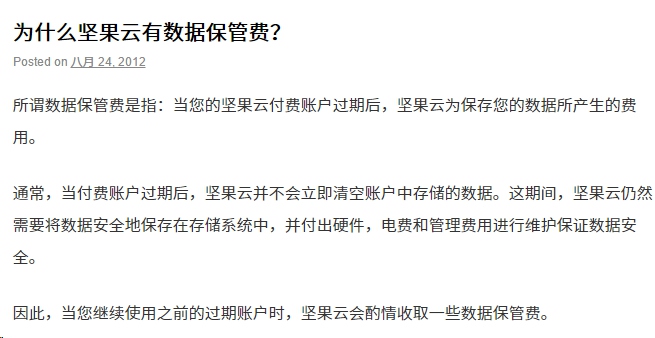 为什么坚果云有数据保管费？
Posted on 八月 24, 2012
所谓数据保管费是指：当您的坚果云付费账户过期后，坚果云为保存您的数据所产生的费
用。
通常，当付费账户过期后，坚果云并不会立即清空账户中存储的数据。这期间，坚果云仍然
需要将数据安全地保存在存储系统中，并付出硬件，电费和管理费用进行维护保证数据安
全。
因此，当您继续使用之前的过期账户时，坚果云会酌情收取一些数据保管费。